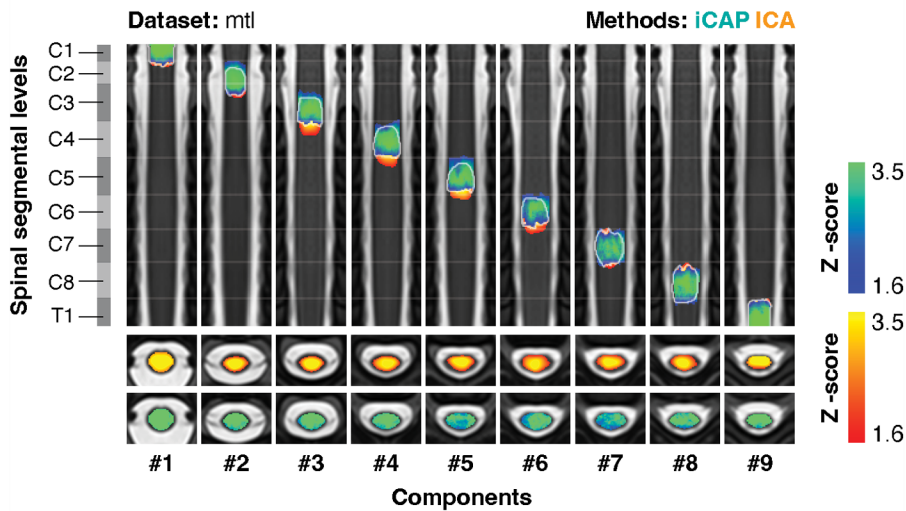 Dataset: mtl
Methods: iCAP ICA
Spinal segmental levels
C1
C2
C3
C4
C5
C6
C7
C8
T1
Z -score
3.5
1.6
Z -score
3.5
1.6
#1 #2 #3 #4 #5 #6 #7 #8 #9
Components